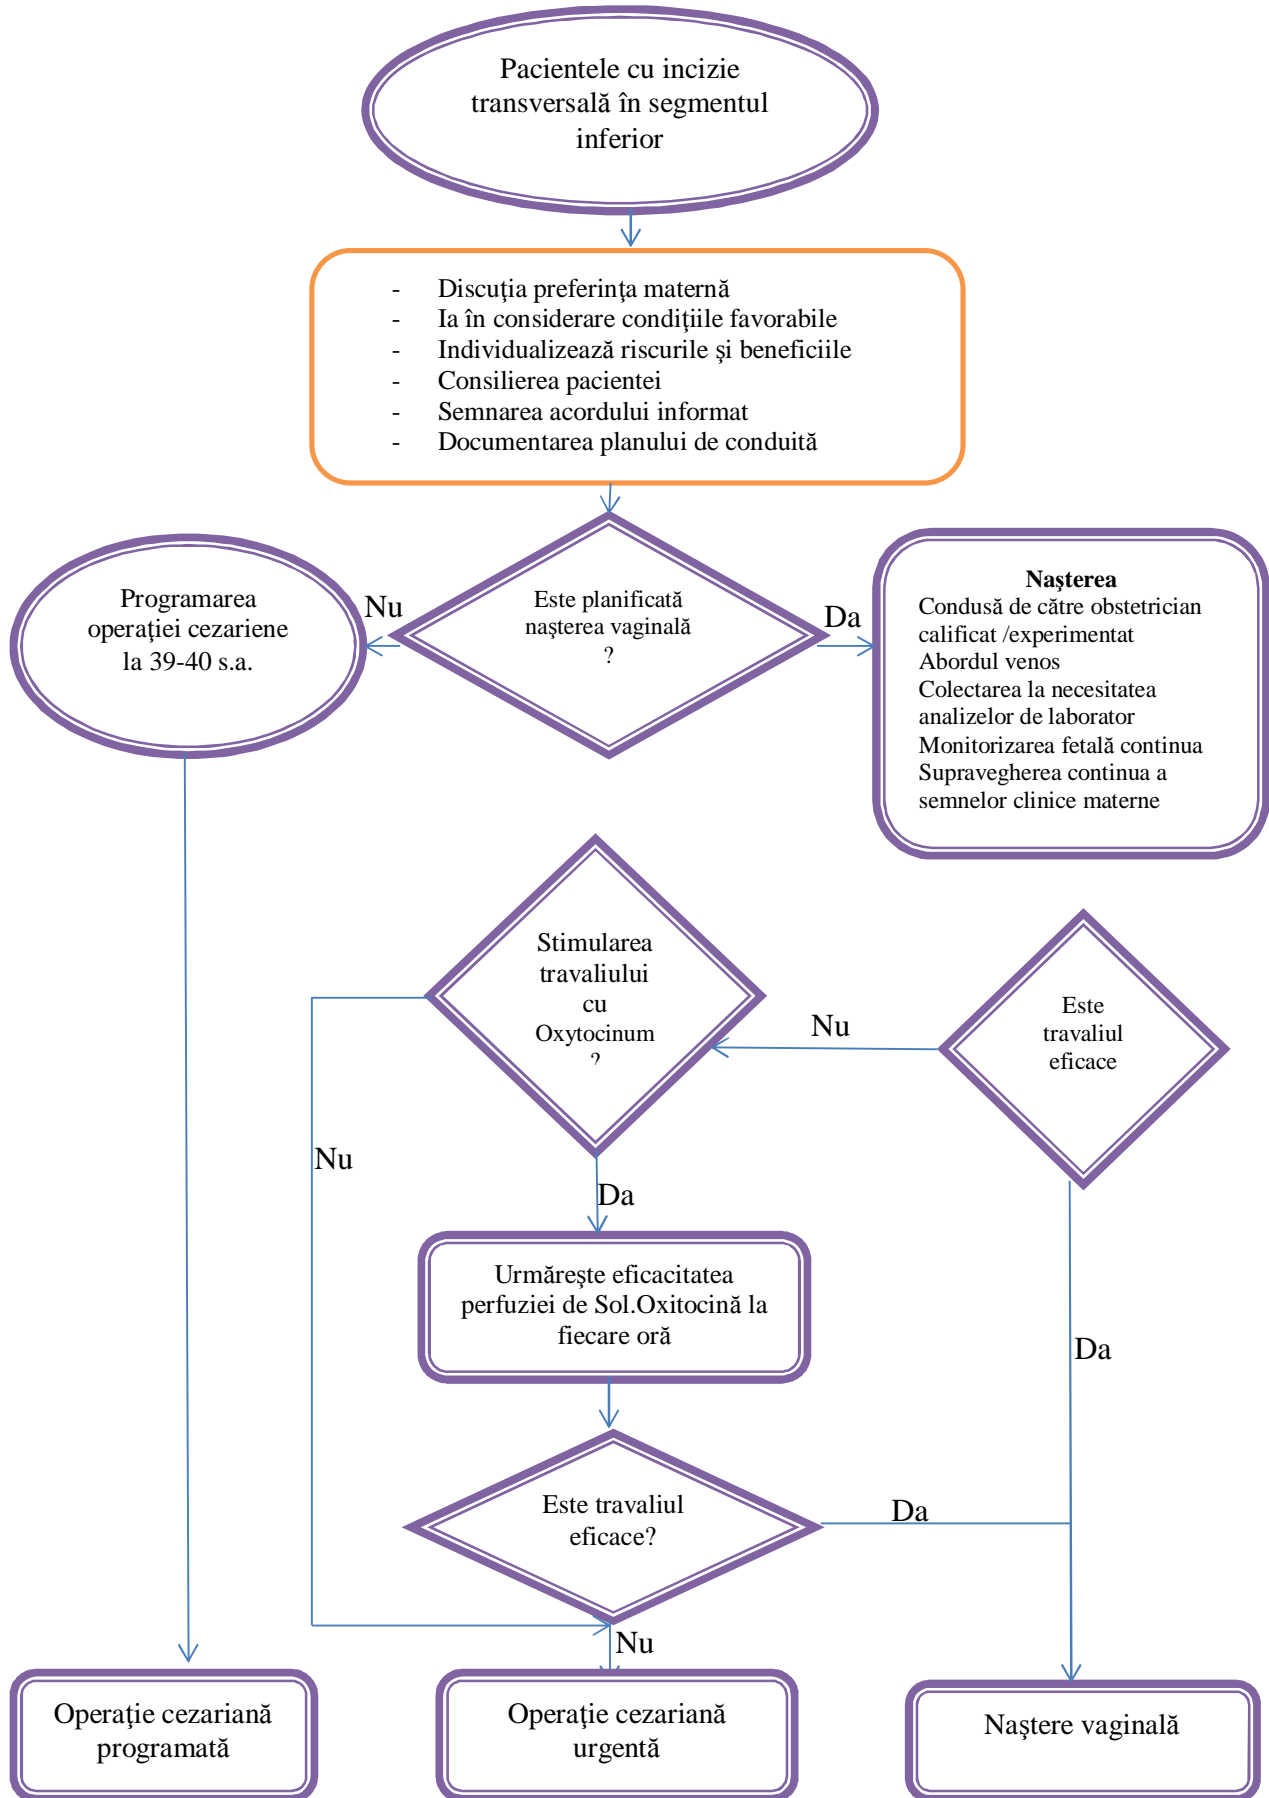 Pacientele cu incizie
transversală în segmentul
inferior
- Discuţia preferinţa maternă
- Ia în considerare condiţiile favorabile
- Individualizează riscurile şi beneficiile
- Consilierea pacientei
- Semnarea acordului informat
- Documentarea planului de conduită
Este planificată
naşterea vaginală
?
Nu
Da
Programarea
operaţiei cezariene
la 39-40 s.a.
Naşterea
Condusă de către obstetrician
calificat /experimentat
Abordul venos
Colectarea la necesitatea
analizelor de laborator
Monitorizarea fetală continua
Supravegherea continua a
semnelor clinice materne
Este
travaliul
eficace
Nu
Da
Stimularea
travaliului
cu
Oxytocinum
?
Nu
Da
Urmăreşte eficacitatea
perfuziei de Sol.Oxitocină la
fiecare oră
Este travaliul
eficace?
Da
Nu
Operaţie cezariană
programată
Operaţie cezariană
urgentă
Naştere vaginală